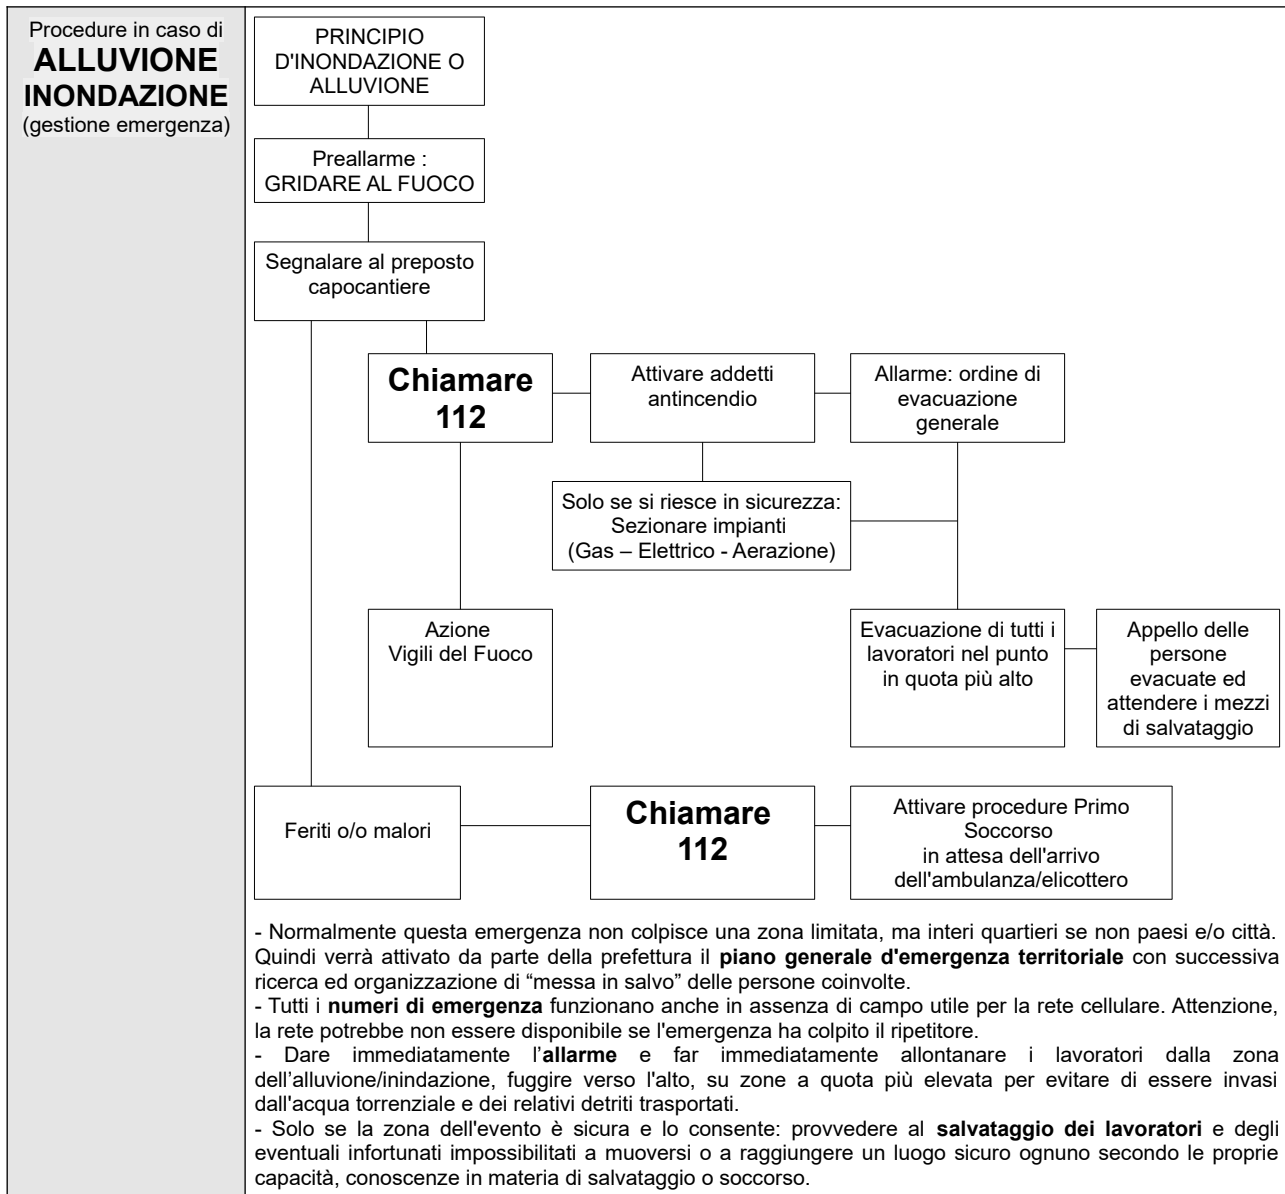 Procedure in caso di
ALLUVIONE
INONDAZIONE
(gestione emergenza)
PRINCIPIO
D'INONDAZIONE O
ALLUVIONE
Preallarme :
GRIDARE AL FUOCO
Segnalare al preposto
capocantiere
Chiamare
112
Attivare addetti
antincendio
Allarme: ordine di
evacuazione
generale
Solo se si riesce in sicurezza:
Sezionare impianti
(Gas – Elettrico - Aerazione)
Azione
Vigili del Fuoco
Evacuazione di tutti i
lavoratori nel punto
in quota più alto
Appello delle
persone
evacuate ed
attendere i mezzi
di salvataggio
Feriti o/o malori
Chiamare
112
Attivare procedure Primo
Soccorso
in attesa dell'arrivo
dell'ambulanza/elicottero
- Normalmente questa emergenza non colpisce una zona limitata, ma interi quartieri se non paesi e/o città.
Quindi verrà attivato da parte della prefettura il piano generale d'emergenza territoriale con successiva
ricerca ed organizzazione di “messa in salvo” delle persone coinvolte.
- Tutti i numeri di emergenza funzionano anche in assenza di campo utile per la rete cellulare. Attenzione,
la rete potrebbe non essere disponibile se l'emergenza ha colpito il ripetitore.
- Dare immediatamente l’allarme e far immediatamente allontanare i lavoratori dalla zona
dell’alluvione/inindazione, fuggire verso l'alto, su zone a quota più elevata per evitare di essere invasi
dall'acqua torrenziale e dei relativi detriti trasportati.
- Solo se la zona dell'evento è sicura e lo consente: provvedere al salvataggio dei lavoratori e degli
eventuali infortunati impossibilitati a muoversi o a raggiungere un luogo sicuro ognuno secondo le proprie
capacità, conoscenze in materia di salvataggio o soccorso.